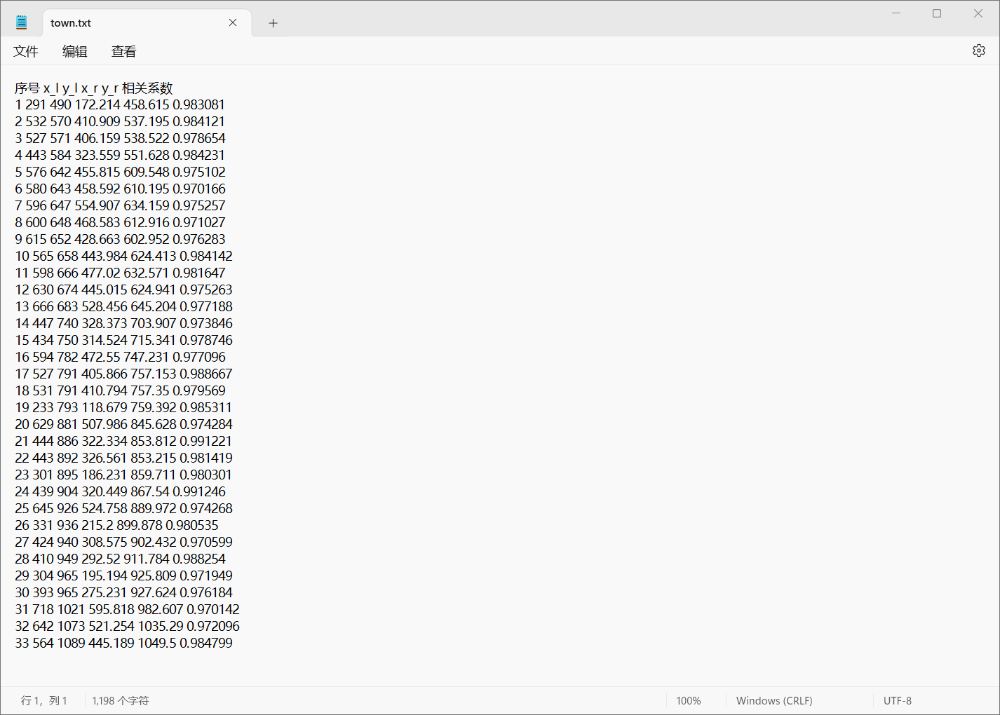 town.txt
文件 编辑 查看
序号 x_l y_l x_r y_r 相关系数
1 291 490 172.214 458.615 0.983081
2 532 570 410.909 537.195 0.984121
3 527 571 406.159 538.522 0.978654
4 443 584 323.559 551.628 0.984231
5 576 642 455.815 609.548 0.975102
6 580 643 458.592 610.195 0.970166
7 596 647 554.907 634.159 0.975257
8 600 648 468.583 612.916 0.971027
9 615 652 428.663 602.952 0.976283
10 565 658 443.984 624.413 0.984142
11 598 666 477.02 632.571 0.981647
12 630 674 445.015 624.941 0.975263
13 666 683 528.456 645.204 0.977188
14 447 740 328.373 703.907 0.973846
15 434 750 314.524 715.341 0.978746
16 594 782 472.55 747.231 0.977096
17 527 791 405.866 757.153 0.988667
18 531 791 410.794 757.35 0.979569
19 233 793 118.679 759.392 0.985311
20 629 881 507.986 845.628 0.974284
21 444 886 322.334 853.812 0.991221
22 443 892 326.561 853.215 0.981419
23 301 895 186.231 859.711 0.980301
24 439 904 320.449 867.54 0.991246
25 645 926 524.758 889.972 0.974268
26 331 936 215.2 899.878 0.980535
27 424 940 308.575 902.432 0.970599
28 410 949 292.52 911.784 0.988254
29 304 965 195.194 925.809 0.971949
30 393 965 275.231 927.624 0.976184
31 718 1021 595.818 982.607 0.970142
32 642 1073 521.254 1035.29 0.972096
33 564 1089 445.189 1049.5 0.984799
行 1，列 1 1,198 个字符 100% Windows (CRLF) UTF-8